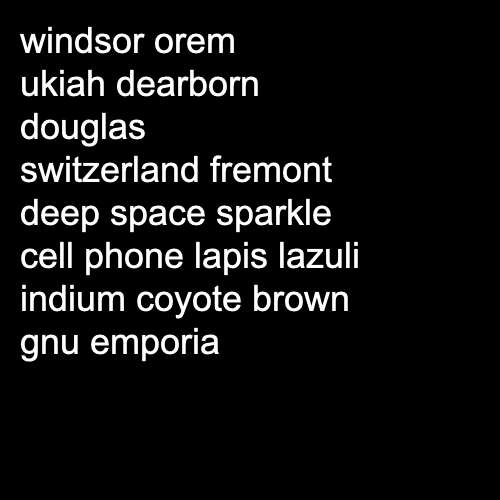 windsor orem
ukiah dearborn
douglas
switzerland fremont
deep space sparkle
cell phone lapis lazuli
indium coyote brown
gnu emporia